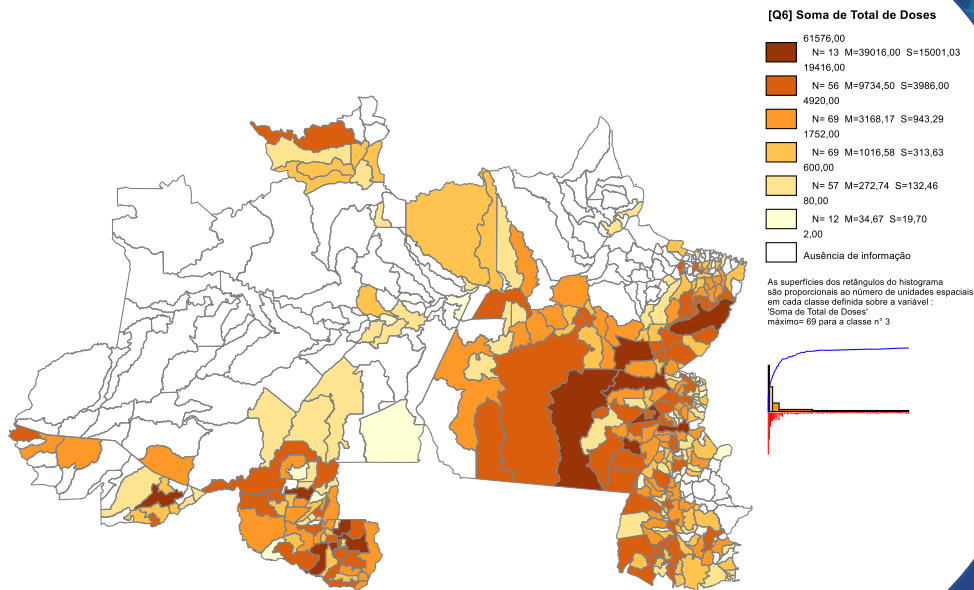 [Q6] Soma de Total de Doses
61576,00
N= 13 M=39016,00 S=15001,03
19416,00
N= 56 M=9734,50 S=3986,00
4920,00
N= 69 M=3168,17 S=943,29
1752,00
N= 69 M=1016,58 S=313,63
600,00
N= 57 M=272,74 S=132,46
80,00
N= 12 M=34,67 S=19,70
2,00
Ausência de informação
As superfícies dos retângulos do histograma
são proporcionais ao número de unidades espaciais
em cada classe definida sobre a variável :
'Soma de Total de Doses'
máximo= 69 para a classe n° 3